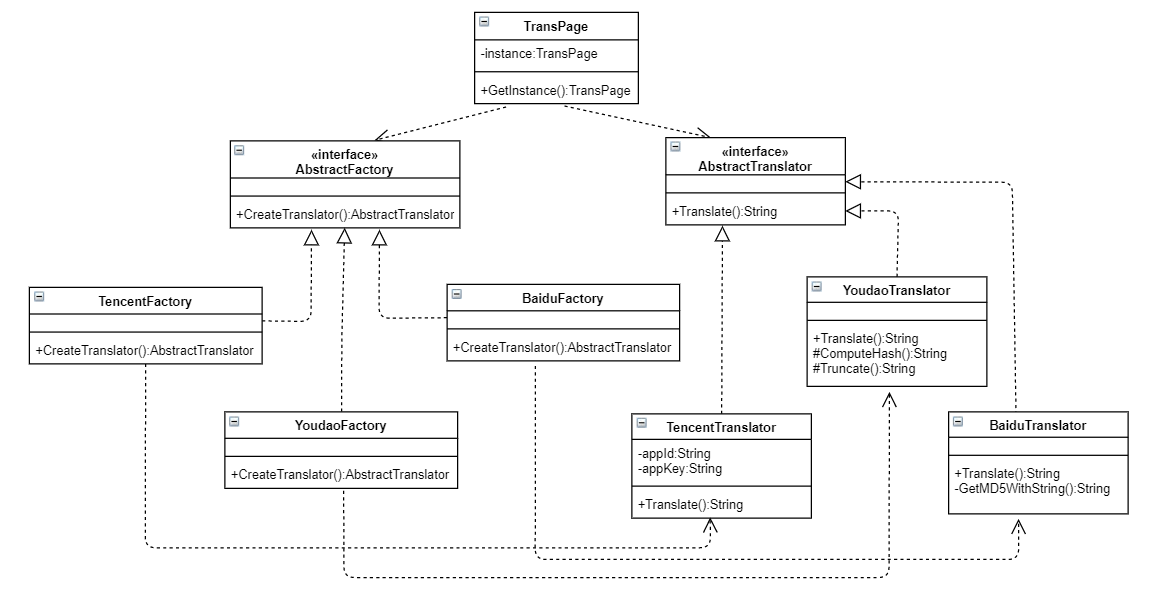 TransPage
-instance:TransPage
+GetInstance():TransPage
«interface»
AbstractFactory
+CreateTranslator():AbstractTranslator
«interface»
AbstractTranslator
+Translate():String
TencentFactory
+CreateTranslator():AbstractTranslator
BaiduFactory
+CreateTranslator():AbstractTranslator
YoudaoTranslator
+Translate():String
#ComputeHash():String
#Truncate():String
YoudaoFactory
+CreateTranslator():AbstractTranslator
TencentTranslator
-appId:String
-appKey:String
+Translate():String
BaiduTranslator
+Translate():String
-GetMD5WithString():String